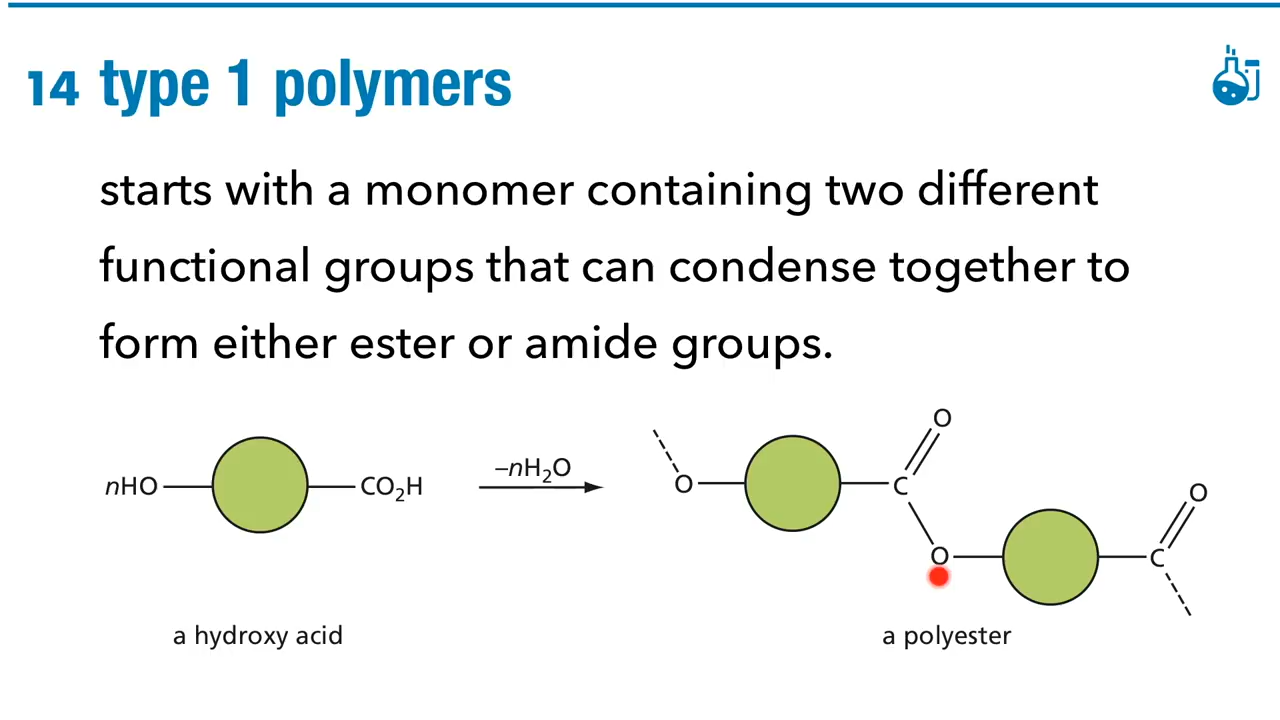 14 type 1 polymers
starts with a monomer containing two different
functional groups that can condense together to
form either ester or amide groups.
nHO
CO₂H
–nH₂O
O
C
O
O
C
O
a hydroxy acid
a polyester